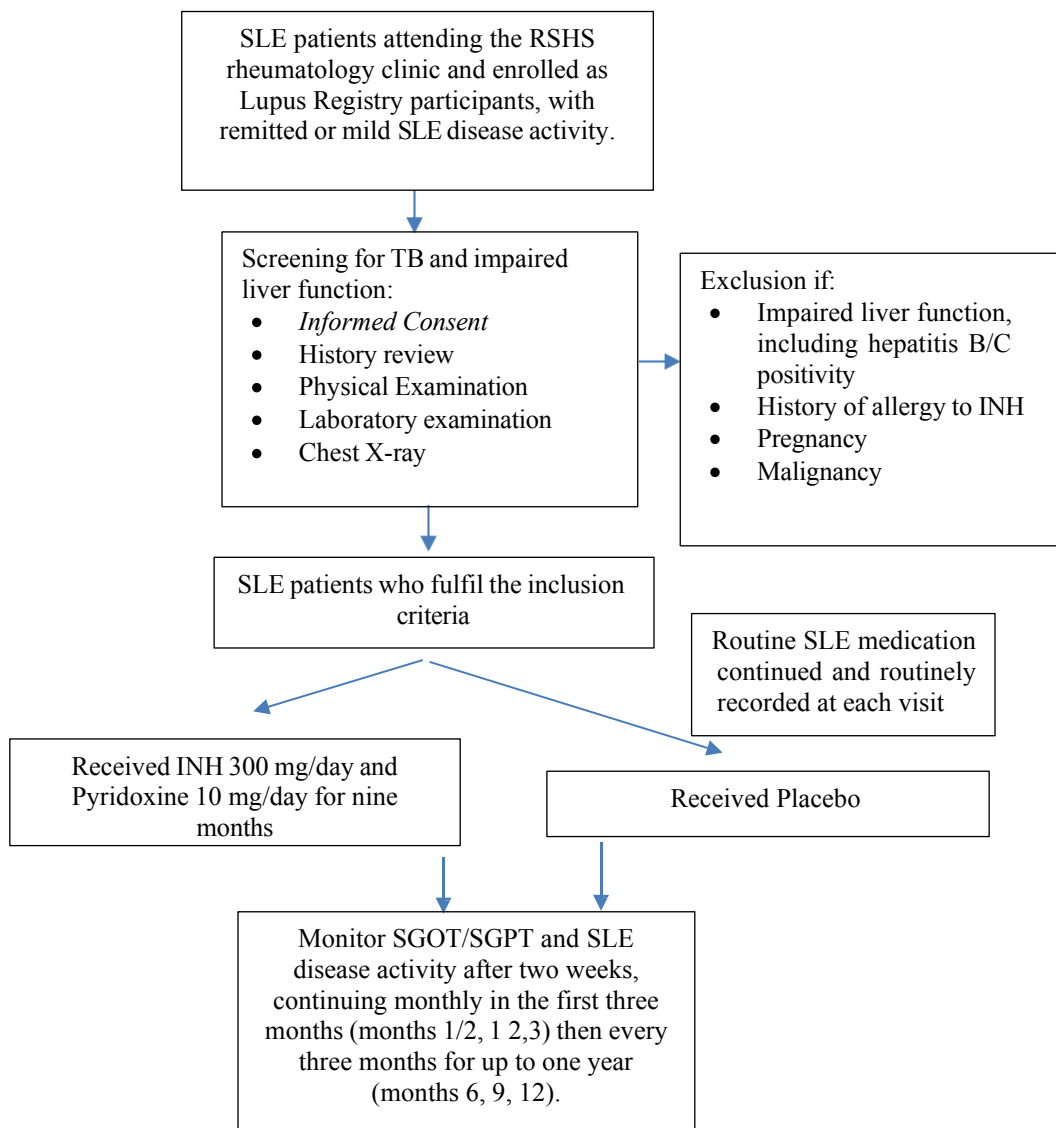 SLE patients attending the RSHS
rheumatology clinic and enrolled as
Lupus Registry participants, with
remitted or mild SLE disease activity.
Screening for TB and impaired
liver function:
• Informed Consent
• History review
• Physical Examination
• Laboratory examination
• Chest X-ray
Exclusion if:
• Impaired liver function,
including hepatitis B/C
positivity
• History of allergy to INH
• Pregnancy
• Malignancy
SLE patients who fulfil the inclusion
criteria
Routine SLE medication
continued and routinely
recorded at each visit
Received INH 300 mg/day and
Pyridoxine 10 mg/day for nine
months
Received Placebo
Monitor SGOT/SGPT and SLE
disease activity after two weeks,
continuing monthly in the first three
months (months 1/2, 1 2,3) then every
three months for up to one year
(months 6, 9, 12).